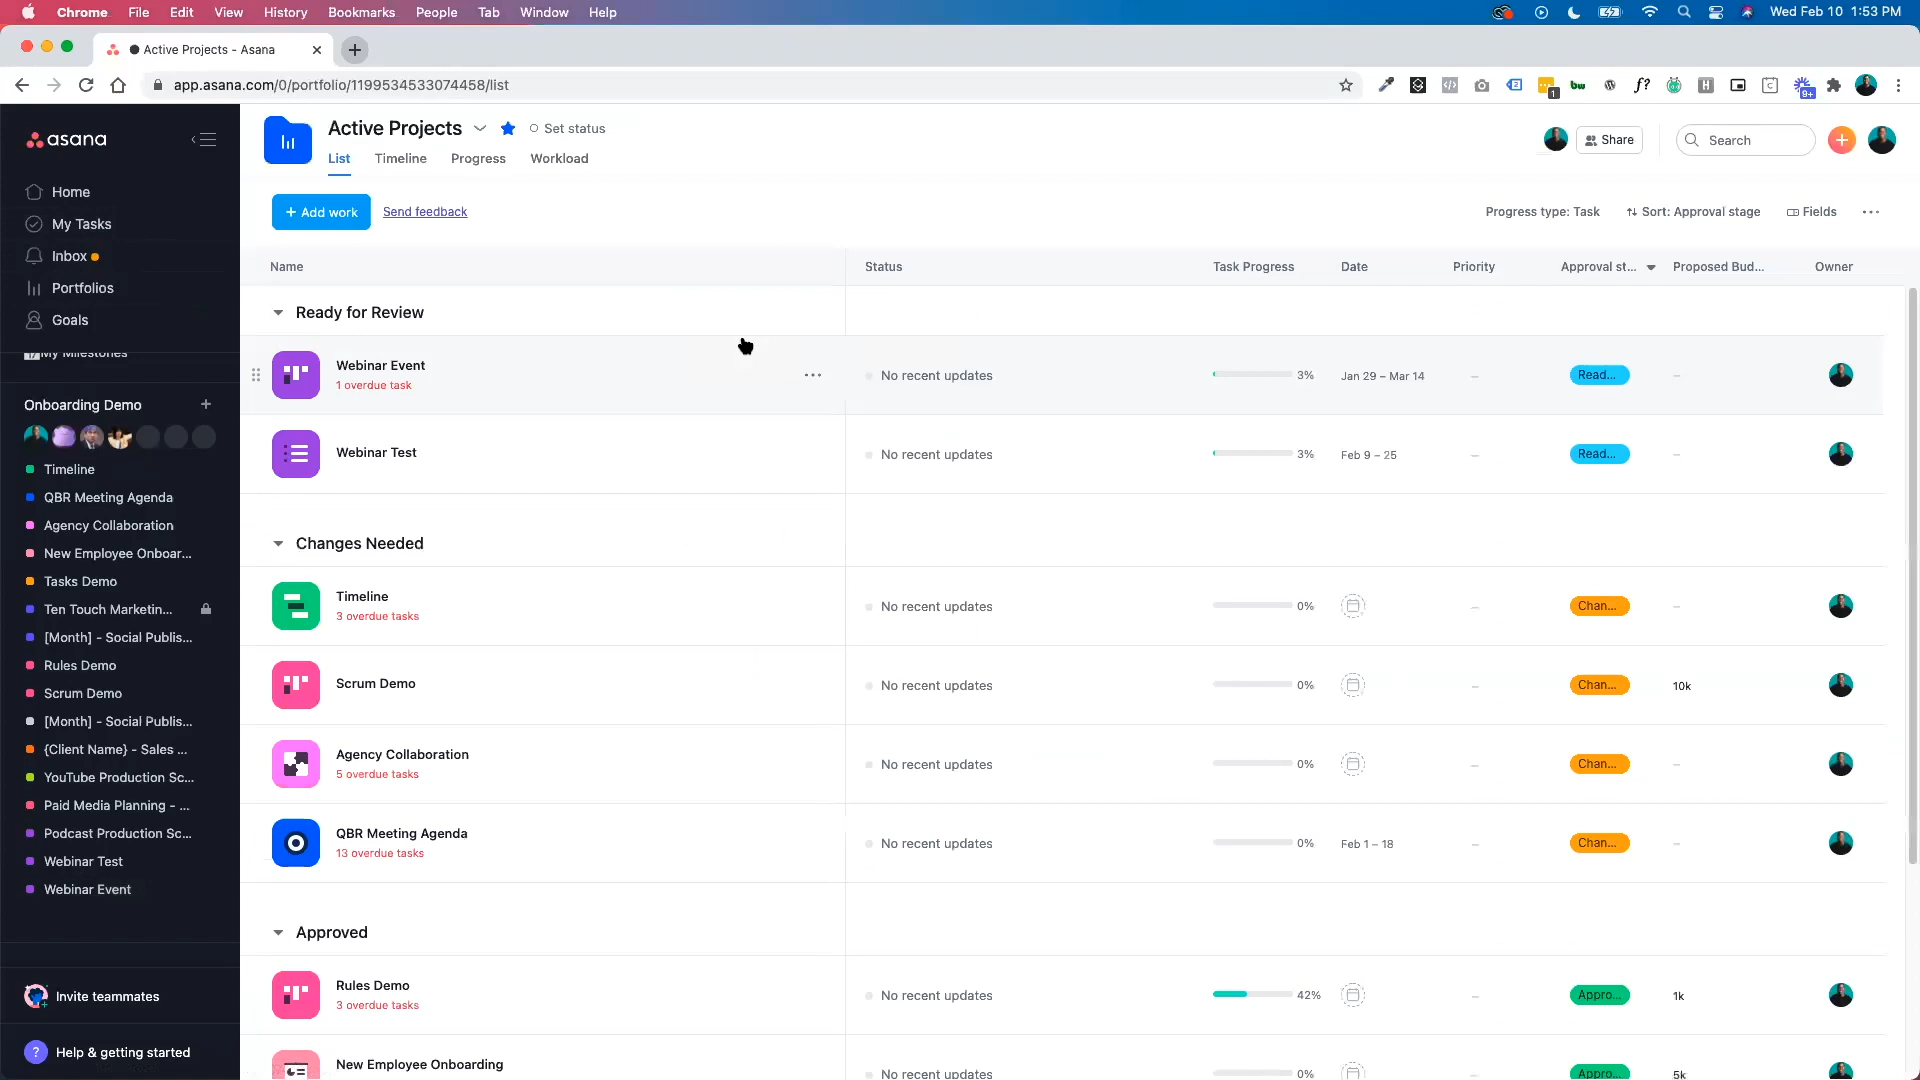 Chrome File Edit View History Bookmarks People Tab Window Help Wed Feb 10 1:53 PM
Active Projects - Asana
app.asana.com/0/portfolio/1199534533074458/list
1
bw
f?
H
C
9+
asana
Active Projects Set status
Share
Search
List Timeline Progress Workload
+ Add work Send feedback
Progress type: Task Sort: Approval stage Fields
Home
My Tasks
Inbox
Portfolios
Goals
My Milestones
Onboarding Demo
Timeline
QBR Meeting Agenda
Agency Collaboration
New Employee Onboar...
Tasks Demo
Ten Touch Marketin...
[Month] - Social Publis...
Rules Demo
Scrum Demo
[Month] - Social Publis...
{Client Name} - Sales ...
YouTube Production Sc...
Paid Media Planning - ...
Podcast Production Sc...
Webinar Test
Webinar Event
Invite teammates
? Help & getting started
Name Status Task Progress Date Priority Approval st... Proposed Bud... Owner
Ready for Review
Webinar Event
1 overdue task
No recent updates 3% Jan 29 – Mar 14 – Read... –
Webinar Test
No recent updates 3% Feb 9 – 25 – Read... –
Changes Needed
Timeline
3 overdue tasks
No recent updates 0% – Chan... –
Scrum Demo
No recent updates 0% – Chan... 10k
Agency Collaboration
5 overdue tasks
No recent updates 0% – Chan... –
QBR Meeting Agenda
13 overdue tasks
No recent updates 0% Feb 1 – 18 – Chan... –
Approved
Rules Demo
3 overdue tasks
No recent updates 42% – Appro... 1k
New Employee Onboarding
No recent updates 0% – Appro... 5k